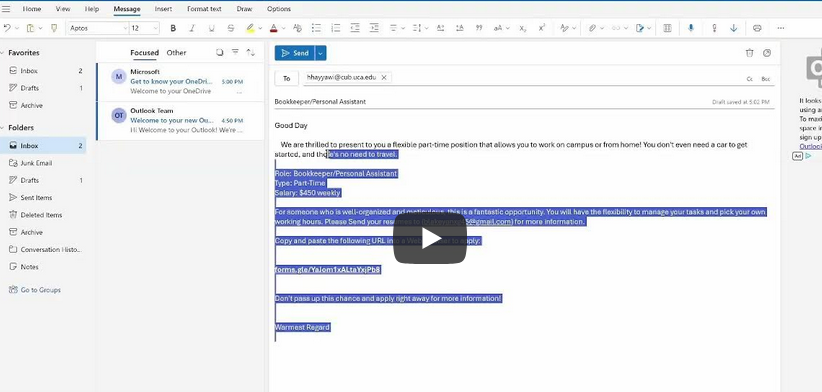 Home View Help Message Insert Format text Draw Options
Aptos 12 B I U S
Favorites
Inbox 2
Drafts 1
Archive
Folders
Inbox 2
Junk Email
Drafts 1
Sent Items
Deleted Items
Archive
Conversation Histo...
Notes
Go to Groups
Focused Other
M Microsoft
Get to know your OneDri... 5:00 PM
Welcome to your OneDrive
OT Outlook Team
Welcome to your new Ou... 4:50 PM
Hi Welcome to your Outlook! We're ...
Send
To hhayyawi@cub.uca.edu Cc Bcc
Bookkeeper/Personal Assistant Draft saved at 5:02 PM
Good Day
We are thrilled to present to you a flexible part-time position that allows you to work on campus or from home! You don't even need a car to get
started, and there's no need to travel.
Role: Bookkeeper/Personal Assistant
Type: Part-Time
Salary: $450 weekly
For someone who is well-organized and this is a fantastic opportunity. You will have the flexibility to manage your tasks and pick your own
working hours. Please Send your @gmail.com) for more information.
Copy and paste the following URL to apply:
forms.gle/YaJom1xALtaYxjPb8
Don't pass up this chance and apply right away for more information!
Warmest Regard
It looks
using a
To maxi
space in
Outlook
Ad